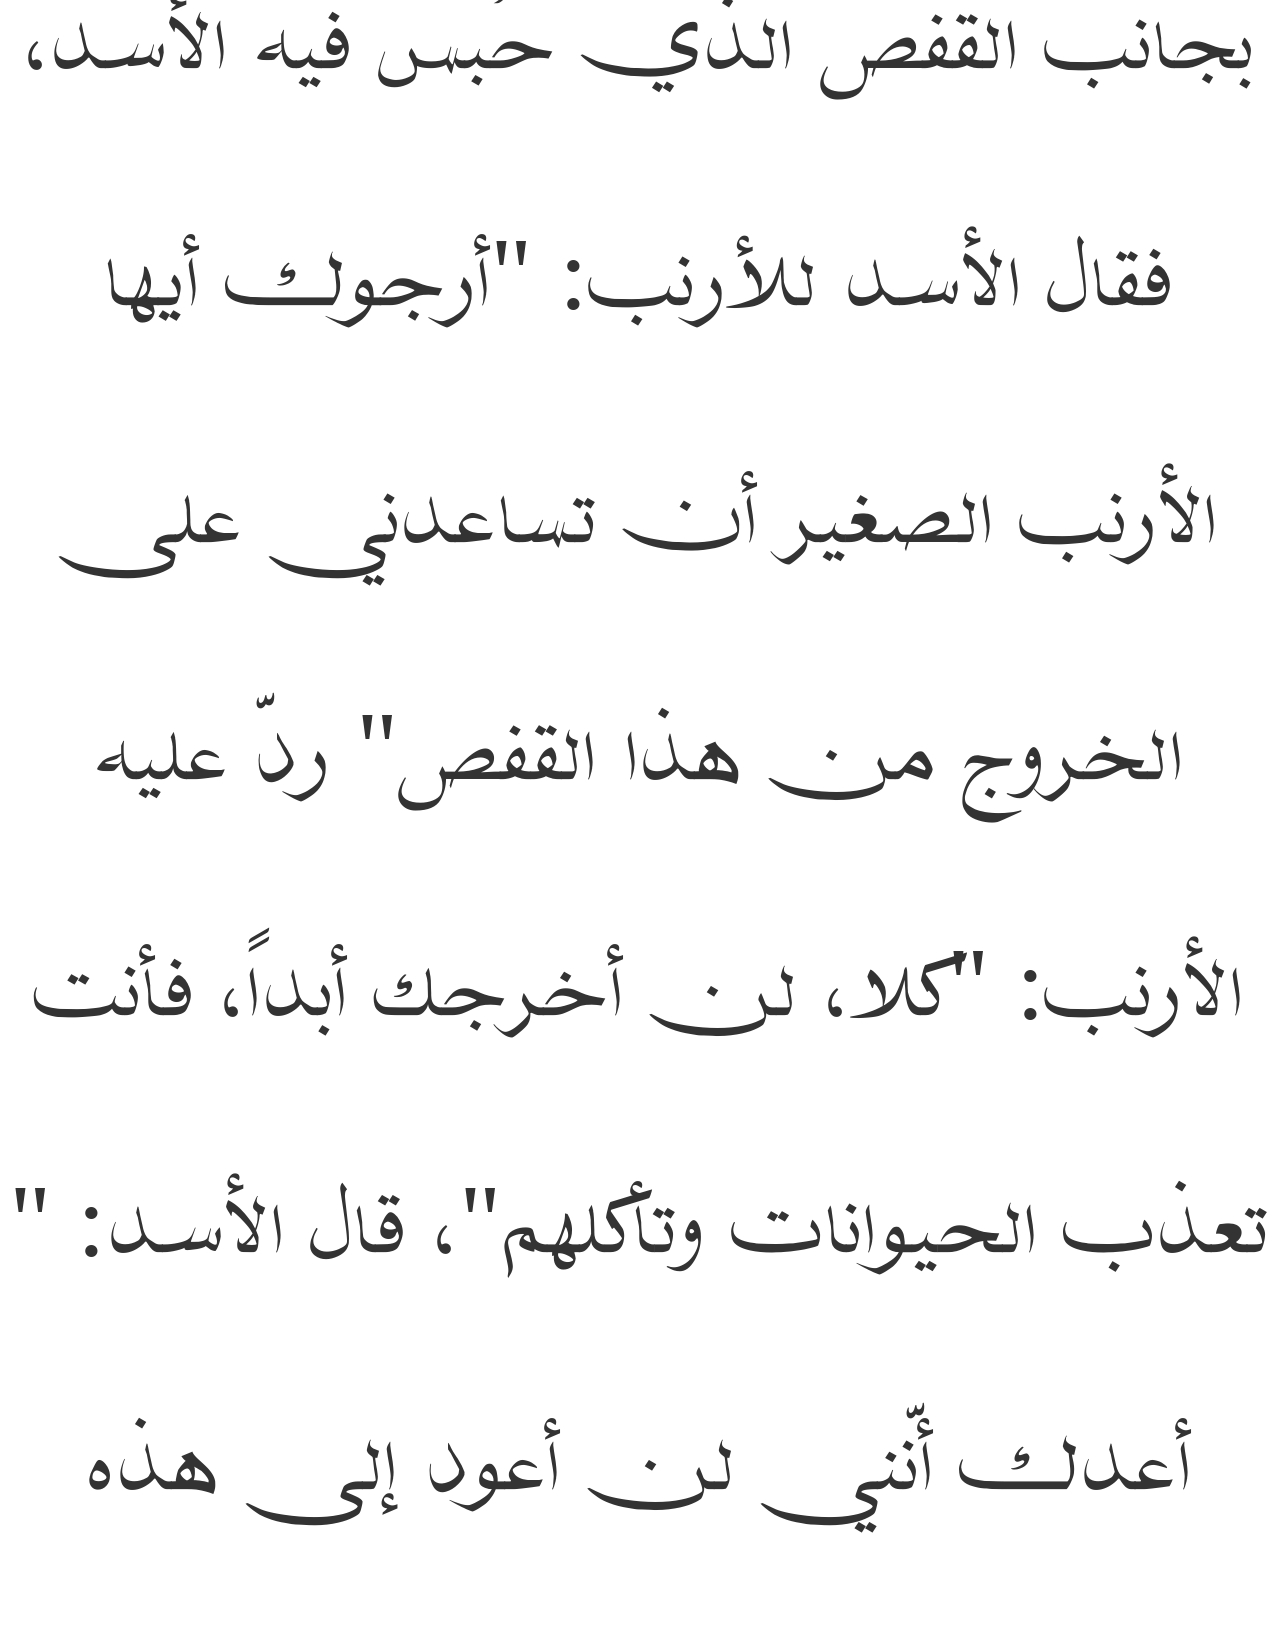 بجانب القفص الذي حُبس فيه الأسد،
فقال الأسد للأرنب: "أرجوك أيها
الأرنب الصغير أن تساعدني على
الخروج من هذا القفص" ردّ عليه
الأرنب: "كلا، لن أخرجك أبداً، فأنت
تعذب الحيوانات وتأكلهم"، قال الأسد: "
أعدك أنّني لن أعود إلى هذه